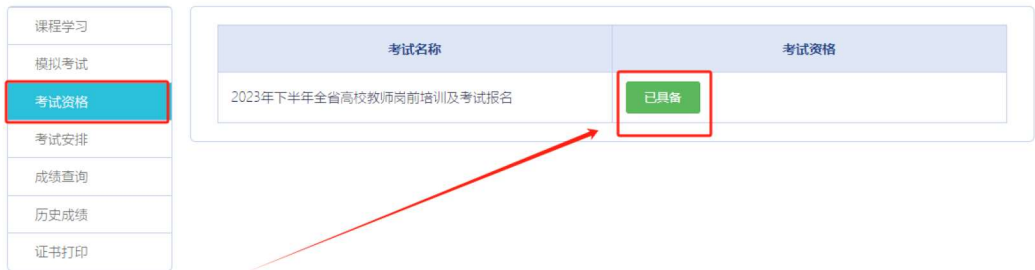 课程学习
模拟考试
考试资格
考试安排
成绩查询
历史成绩
证书打印
考试名称 考试资格
2023年下半年全省高校教师岗前培训及考试报名 已具备